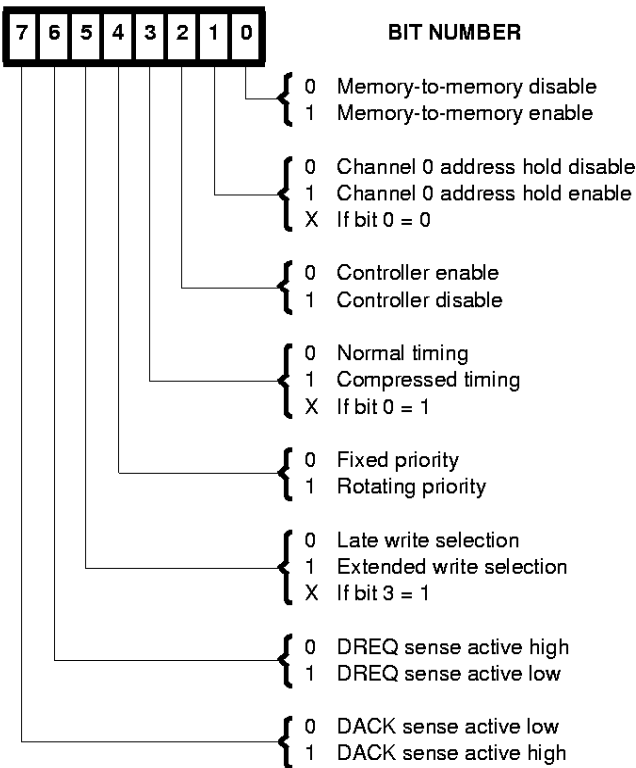 7 6 5 4 3 2 1 0 BIT NUMBER
0 Memory-to-memory disable
1 Memory-to-memory enable
0 Channel 0 address hold disable
1 Channel 0 address hold enable
X If bit 0 = 0
0 Controller enable
1 Controller disable
0 Normal timing
1 Compressed timing
X If bit 0 = 1
0 Fixed priority
1 Rotating priority
0 Late write selection
1 Extended write selection
X If bit 3 = 1
0 DREQ sense active high
1 DREQ sense active low
0 DACK sense active low
1 DACK sense active high